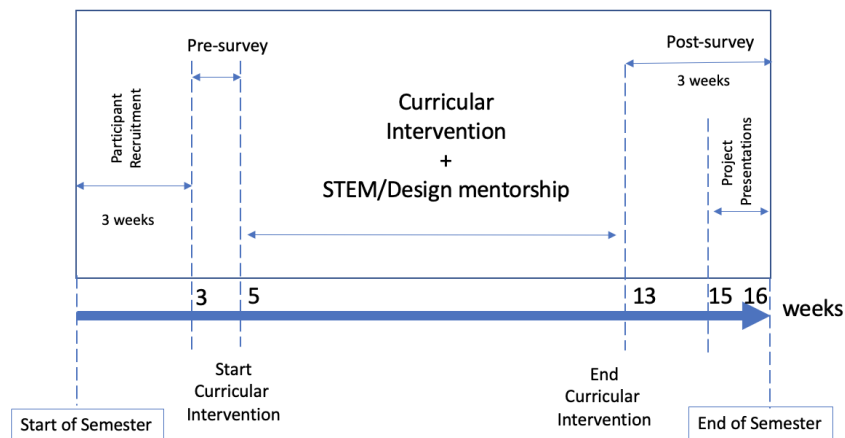 Pre-survey
Post-survey
3 weeks
Participant
Recruitment
3 weeks
Curricular
Intervention
+
STEM/Design mentorship
Project
Presentations
3
5
13
15
16
weeks
Start
Curricular
Intervention
End
Curricular
Intervention
Start of Semester
End of Semester